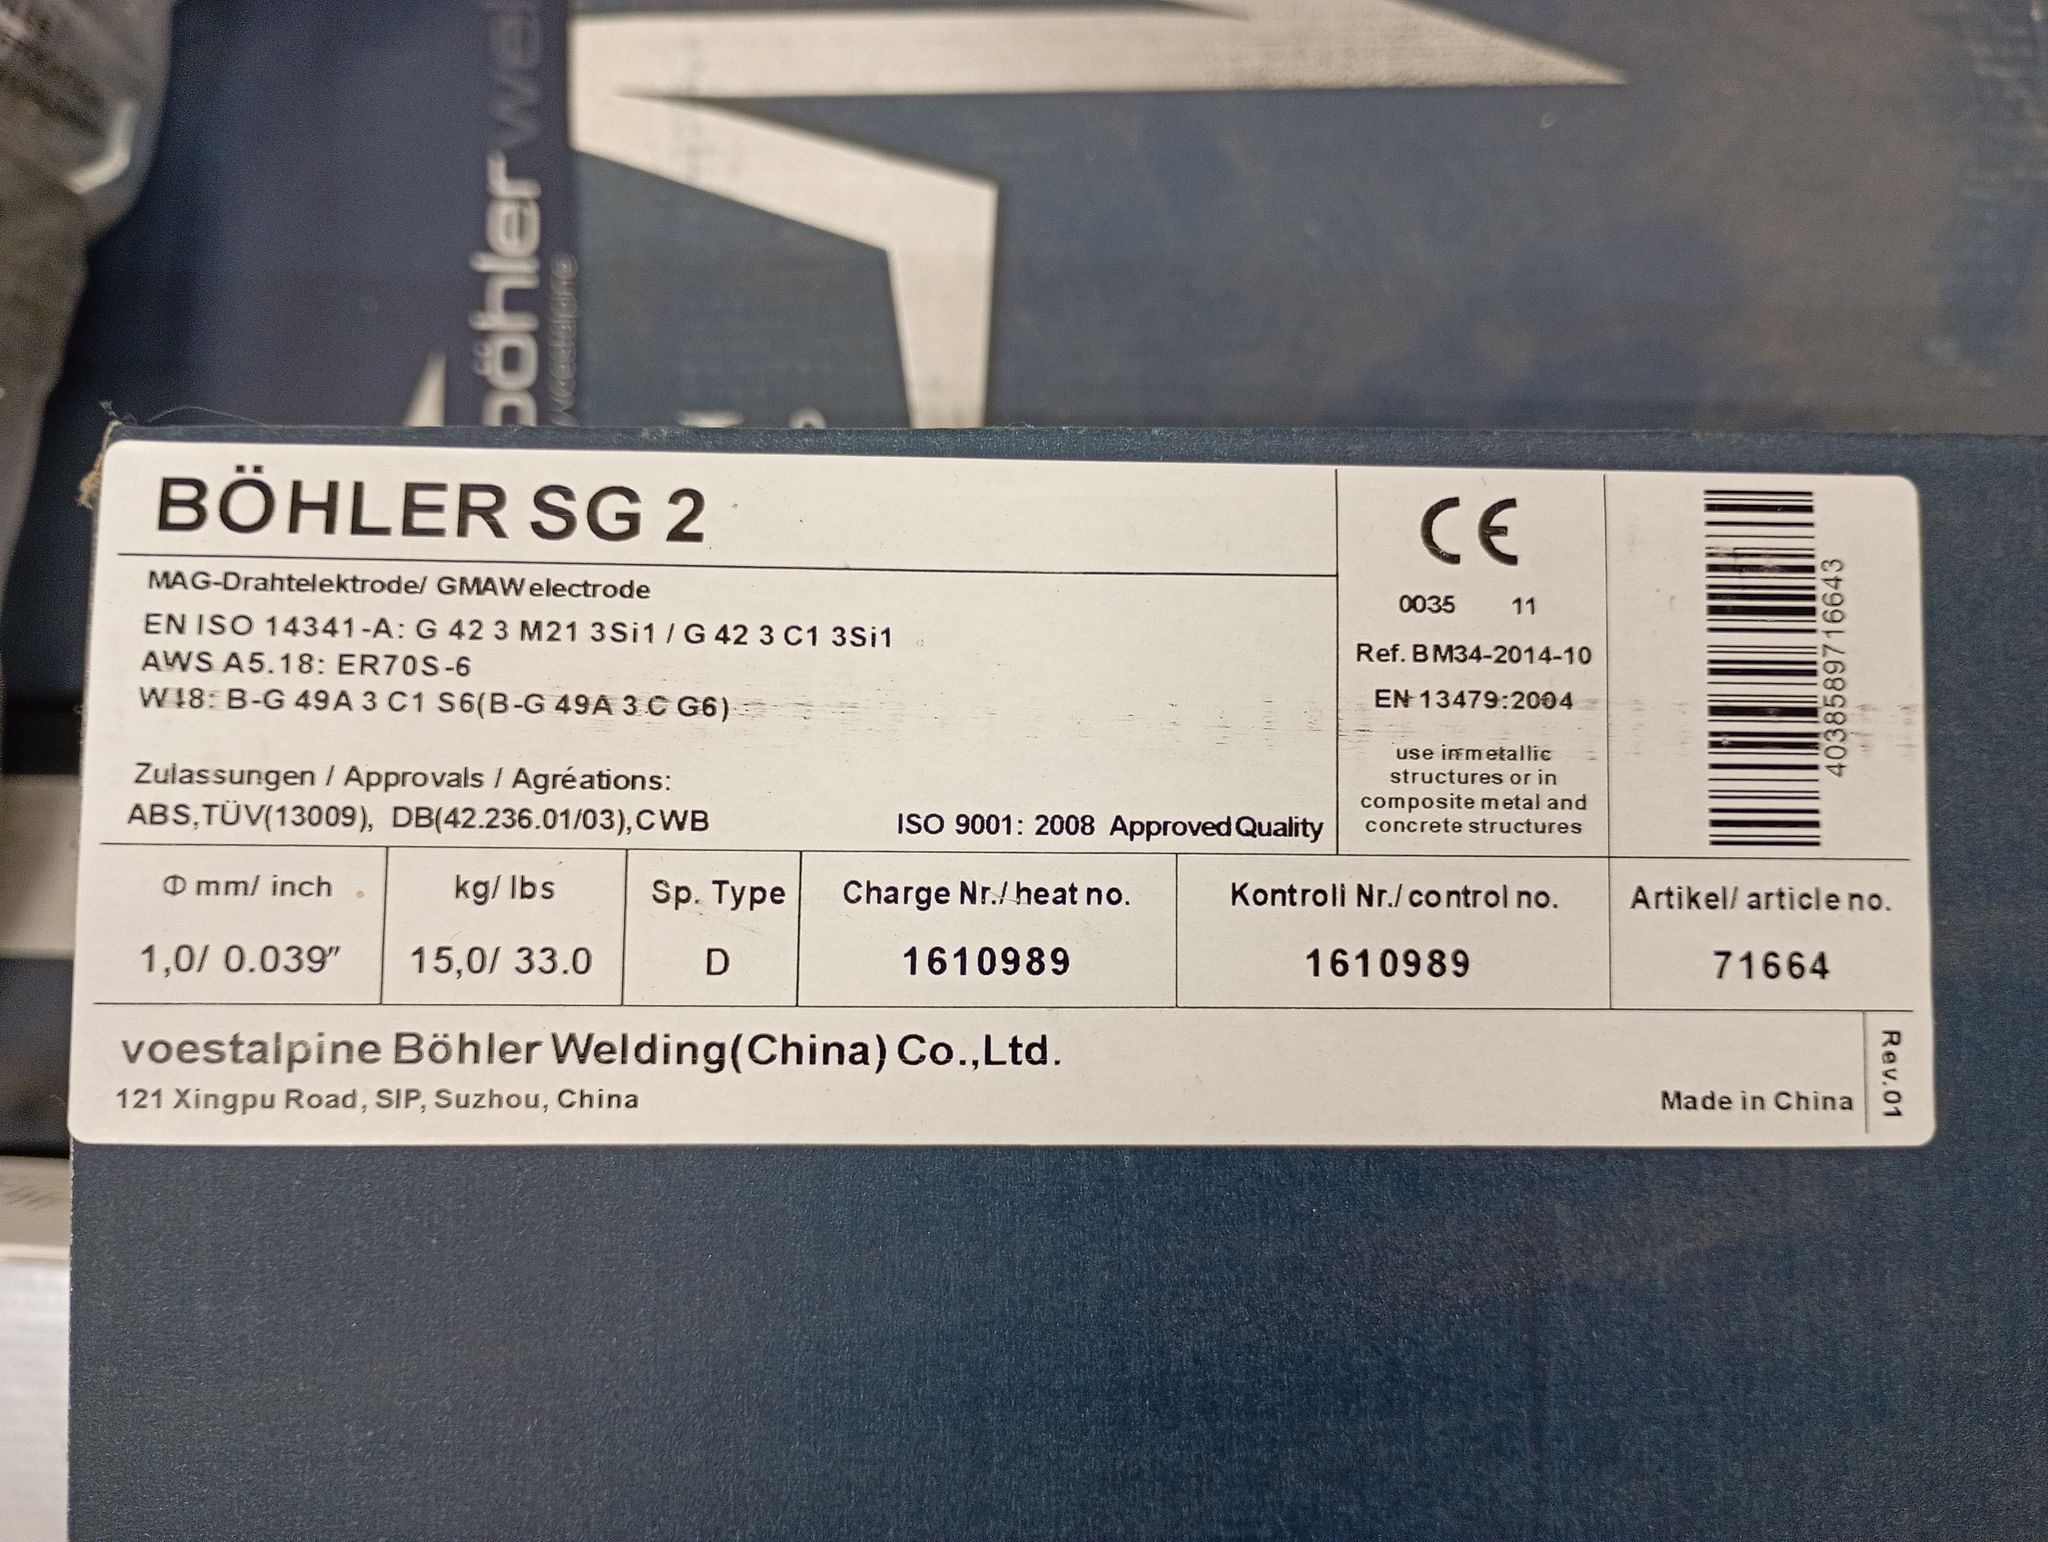 böhler wel
voestalpine
BÖHLER SG 2
MAG-Drahtelektrode/ GMAW electrode
EN ISO 14341-A: G 42 3 M21 3Si1 / G 42 3 C1 3Si1
AWS A5.18: ER70S-6
W48: B-G 49A 3 C1 S6(B-G 49A 3 C G6)
Zulassungen / Approvals / Agréations:
ABS,TÜV(13009), DB(42.236.01/03),CWB
ISO 9001: 2008 Approved Quality
CE
0035 11
Ref. BM34-2014-10
EN 13479:2004
use in metallic
structures or in
composite metal and
concrete structures
4038589716643
Φ mm/ inch
1,0/ 0.039″
kg/ lbs
15,0/ 33.0
Sp. Type
D
Charge Nr./ heat no.
1610989
Kontroll Nr./ control no.
1610989
Artikel/ article no.
71664
voestalpine Böhler Welding(China) Co.,Ltd.
121 Xingpu Road, SIP, Suzhou, China
Made in China
Rev.01